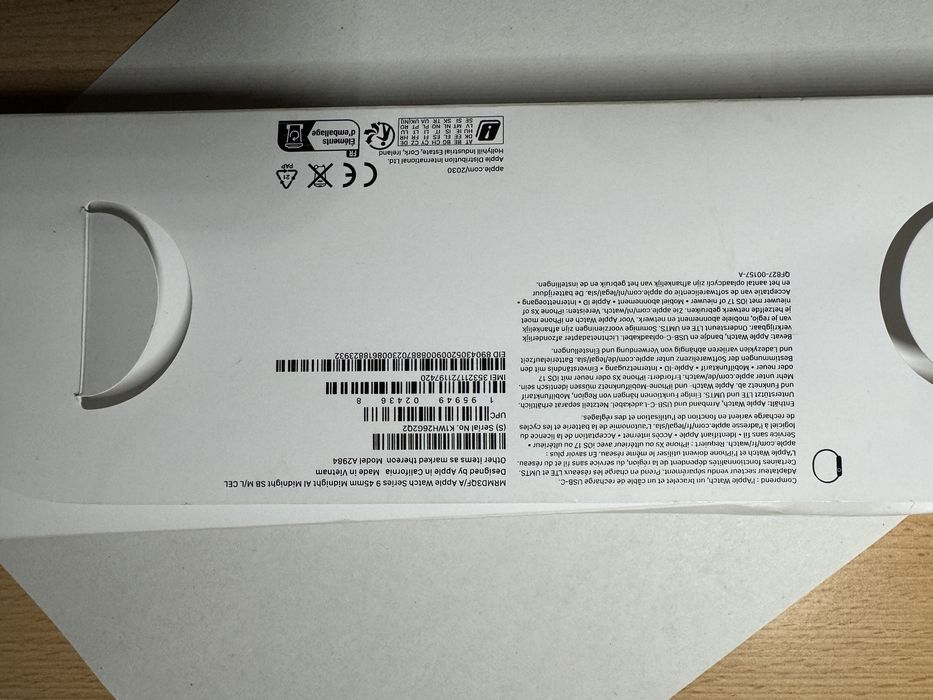 Comprend : l'Apple Watch, un bracelet et un câble de recharge USB-C.
Adaptateur secteur vendu séparément. Prend en charge les réseaux LTE et UMTS.
Certaines fonctionnalités dépendent de la région, du service sans fil et du réseau.
L'Apple Watch et l'iPhone doivent utiliser le même réseau. En savoir plus :
apple.com/fr/watch. Requiert : iPhone Xs ou ultérieur avec iOS 17 ou ultérieur •
Service sans fil • Identifiant Apple • Accès internet • Acceptation de la licence du
logiciel à l'adresse apple.com/legal/sla. L'autonomie de la batterie et les cycles
de recharge varient en fonction de l'utilisation et des réglages.
Enthält: Apple Watch, Armband und USB-C-Ladekabel. Netzteil separat erhältlich.
Unterstützt LTE und UMTS. Einige Funktionen hängen von Region, Mobilfunktarif
und Funknetz ab. Apple Watch- und iPhone-Mobilfunknetz müssen identisch sein.
Mehr unter apple.com/de/watch. Erfordert: iPhone Xs oder neuer mit iOS 17
oder neuer • Mobilfunktarif • Apple-ID • Internetzugang • Einverständnis mit den
Bestimmungen der Softwarelizenz unter apple.com/de/legal/sla. Batterielaufzeit
und Ladezyklen variieren abhängig von Verwendung und Einstellungen.
Bevat: Apple Watch, bandje en USB-C-oplaadkabel. Lichtnetadapter afzonderlijk
verkrijgbaar. Ondersteunt LTE en UMTS. Sommige voorzieningen zijn afhankelijk
van je regio, mobiele abonnement en netwerk. Voor Apple Watch en iPhone moet
je hetzelfde netwerk gebruiken. Zie apple.com/nl/watch. Vereisten: iPhone Xs of
nieuwer met iOS 17 of nieuwer • Mobiel abonnement • Apple ID • Internettoegang •
Acceptatie van de softwarelicentie op apple.com/nl/legal/sla. De batterijduur
en het aantal oplaadcycli zijn afhankelijk van het gebruik en de instellingen.
QF827-00157-A
MRMD3QF/A Apple Watch Series 9 45mm Midnight Al Midnight SB M/L CEL
Designed by Apple in California Made in Vietnam
Other items as marked thereon Model A2984
(S) Serial No. K1WH26G2Q2
UPC
1 95949 02436 8
IMEI 353211721197420
EID 89043052009008887023008618823932
apple.com/2030
Apple Distribution International Ltd.
Hollyhill Industrial Estate, Cork, Ireland
CE
21
PAP
AT BE BG CH CY CZ DE
DK EE EL ES FI FR HR
HU IE IS IT LI LT LU
LV MT NL NO PL PT RO
SE SI SK TR UA UK(NI)
FR
Éléments
d'emballage